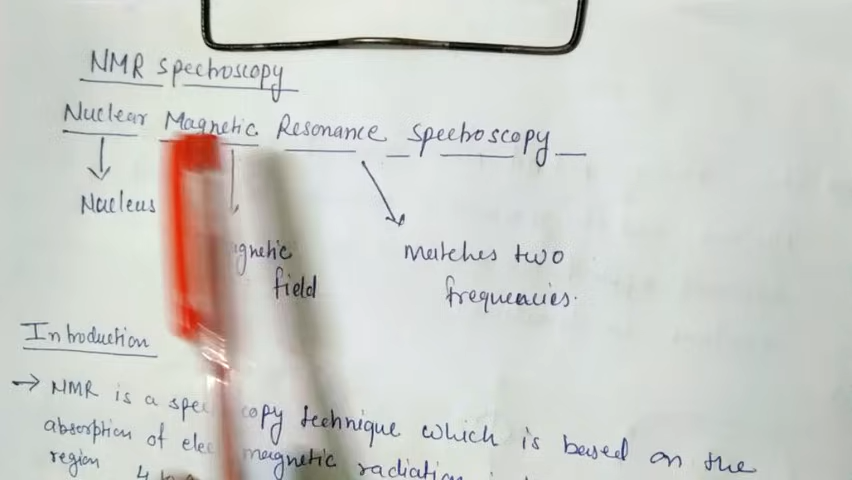 NMR spectroscopy
Nuclear Magnetic Resonance spectroscopy
Nucleus
matches two
field
frequencies.
Introduction
→ NMR is a technique which is based on the
absorption of magnetic radiation
region